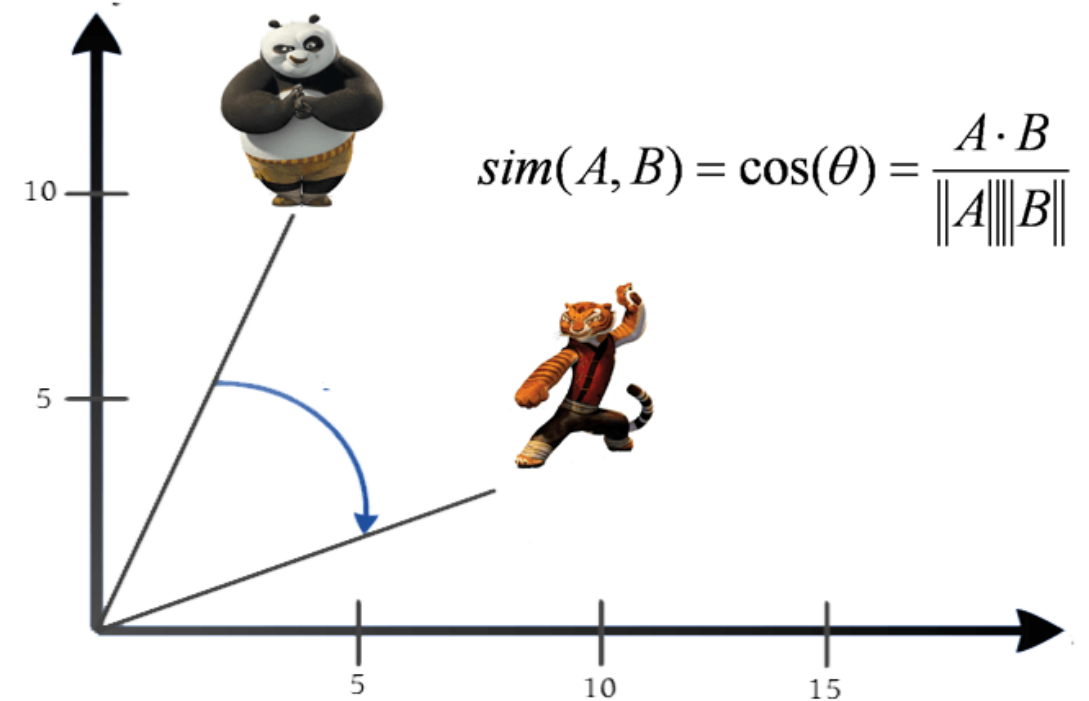 10
sim(A, B) = cos(θ) = A · B / ‖A‖‖B‖
5
5 10 15